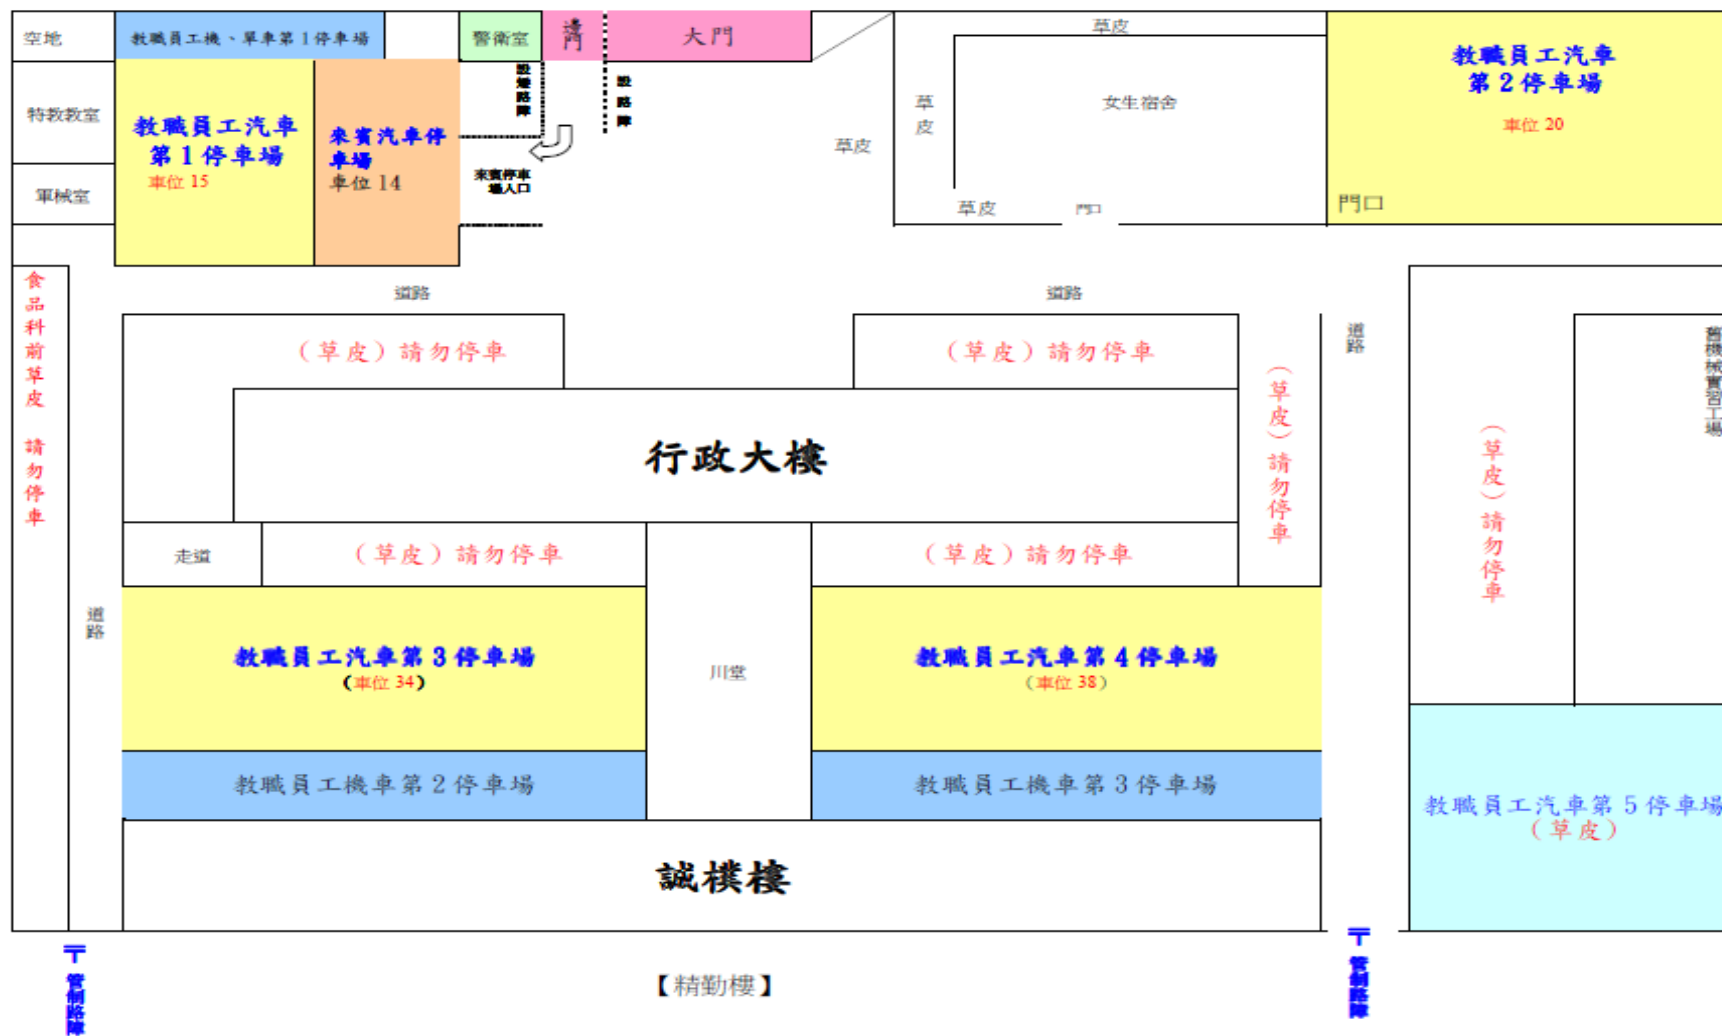 空地
教職員工機、單車第1停車場
警衛室
邊門
大門
草皮
教職員工汽車
第2停車場
車位 20
門口
特教教室
教職員工汽車
第1停車場
車位 15
來賓汽車停
車場
車位 14
設燈路障
設路障
來賓停車
場入口
草皮
草皮
女生宿舍
草皮
門口
軍械室
食品科前草皮 請勿停車
道路
道路
道路
(草皮)請勿停車
(草皮)請勿停車
(草皮)請勿停車
(草皮)請勿停車
舊機械實習工場
行政大樓
走道
(草皮)請勿停車
(草皮)請勿停車
道路
教職員工汽車第3停車場
(車位 34)
川堂
教職員工汽車第4停車場
(車位 38)
教職員工機車第2停車場
教職員工機車第3停車場
教職員工汽車第5停車場
(草皮)
誠樸樓
管制路障
【精勤樓】
管制路障